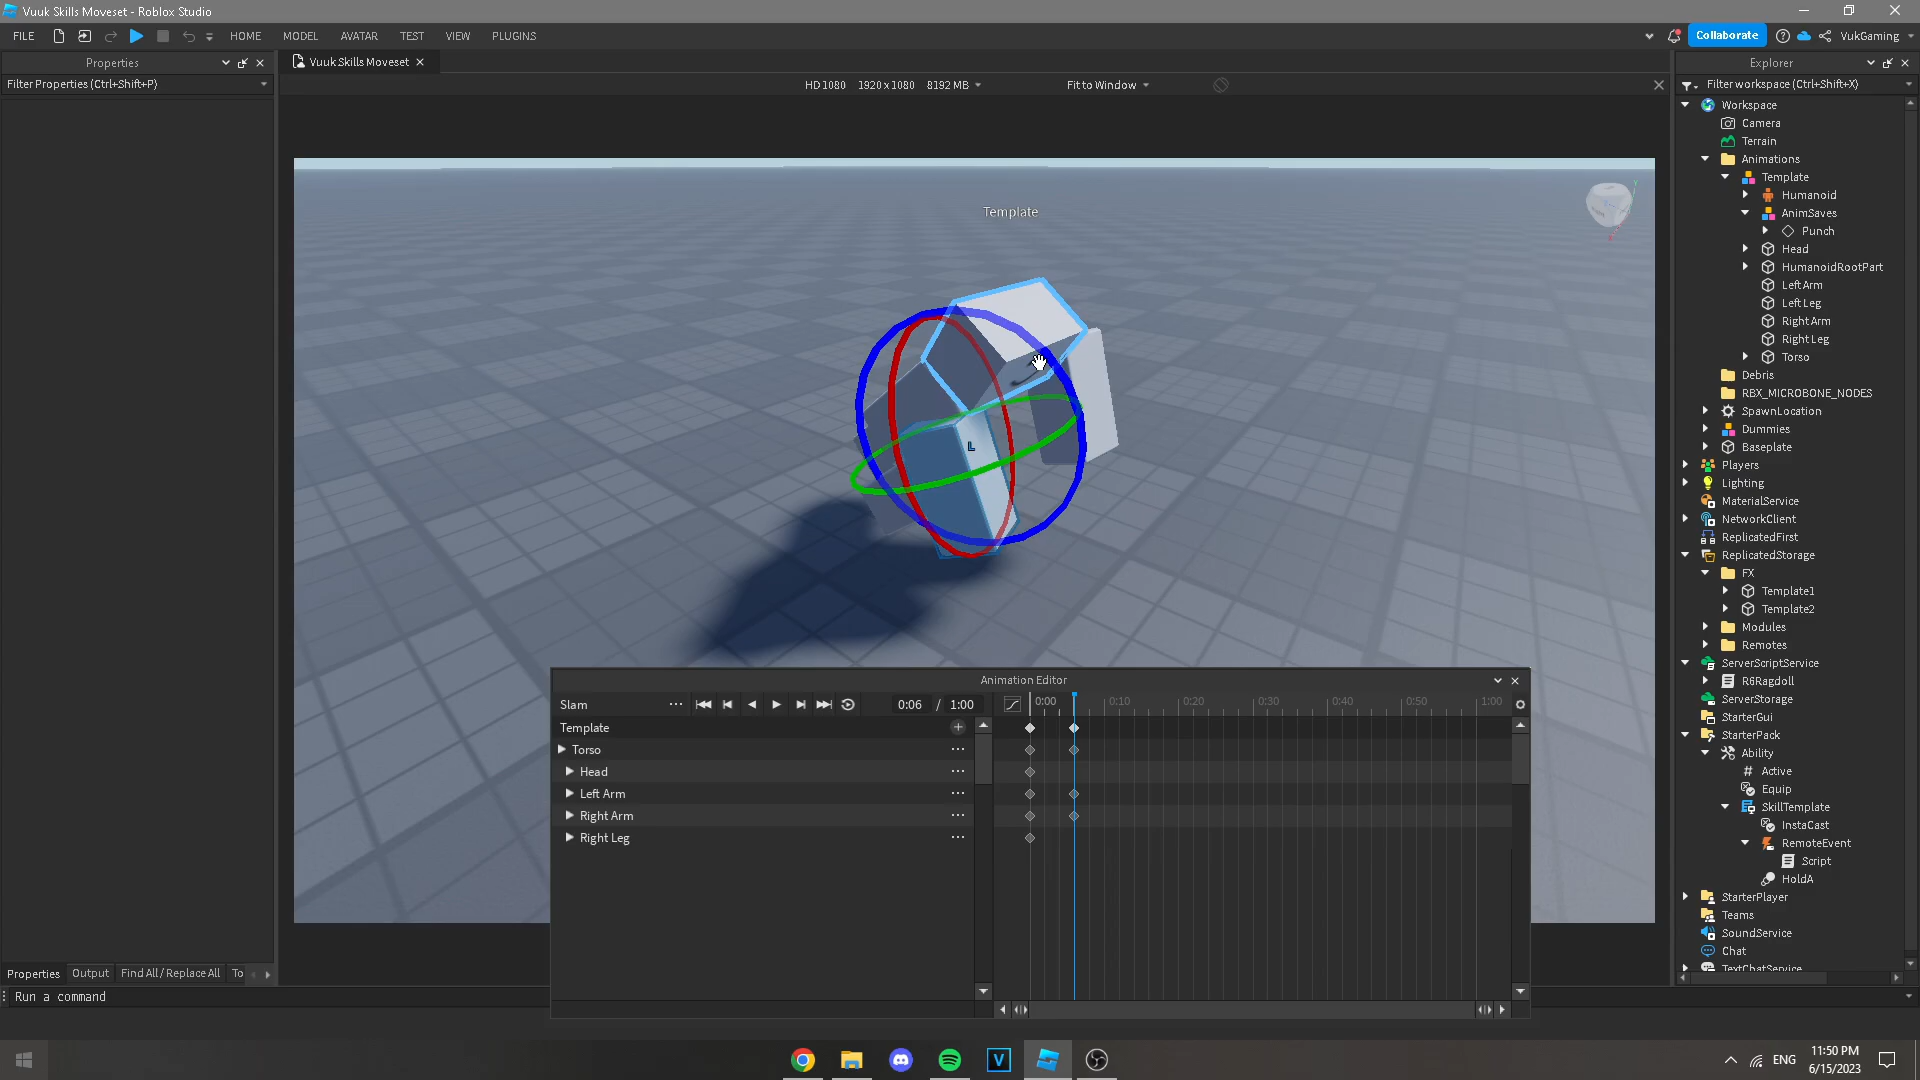 Vuuk Skills Moveset - Roblox Studio
FILE HOME MODEL AVATAR TEST VIEW PLUGINS Collaborate VukGaming
Properties
Filter Properties (Ctrl+Shift+P)
Vuuk Skills Moveset
HD 1080 1920 x 1080 8192 MB Fit to Window
Template
L
Explorer
Filter workspace (Ctrl+Shift+X)
Workspace
Camera
Terrain
Animations
Template
Humanoid
AnimSaves
Punch
Head
HumanoidRootPart
Left Arm
Left Leg
Right Arm
Right Leg
Torso
Debris
RBX_MICROBONE_NODES
SpawnLocation
Dummies
Baseplate
Players
Lighting
MaterialService
NetworkClient
ReplicatedFirst
ReplicatedStorage
FX
Template1
Template2
Modules
Remotes
ServerScriptService
R6Ragdoll
ServerStorage
StarterGui
StarterPack
Ability
Active
Equip
SkillTemplate
InstaCast
RemoteEvent
Script
HoldA
StarterPlayer
Teams
SoundService
Chat
TextChatService
Animation Editor
Slam 0:06 / 1:00 0:00 0:10 0:20 0:30 0:40 0:50 1:00
Template
Torso
Head
Left Arm
Right Arm
Right Leg
Properties Output Find All / Replace All To
Run a command
ENG 11:50 PM
6/15/2023